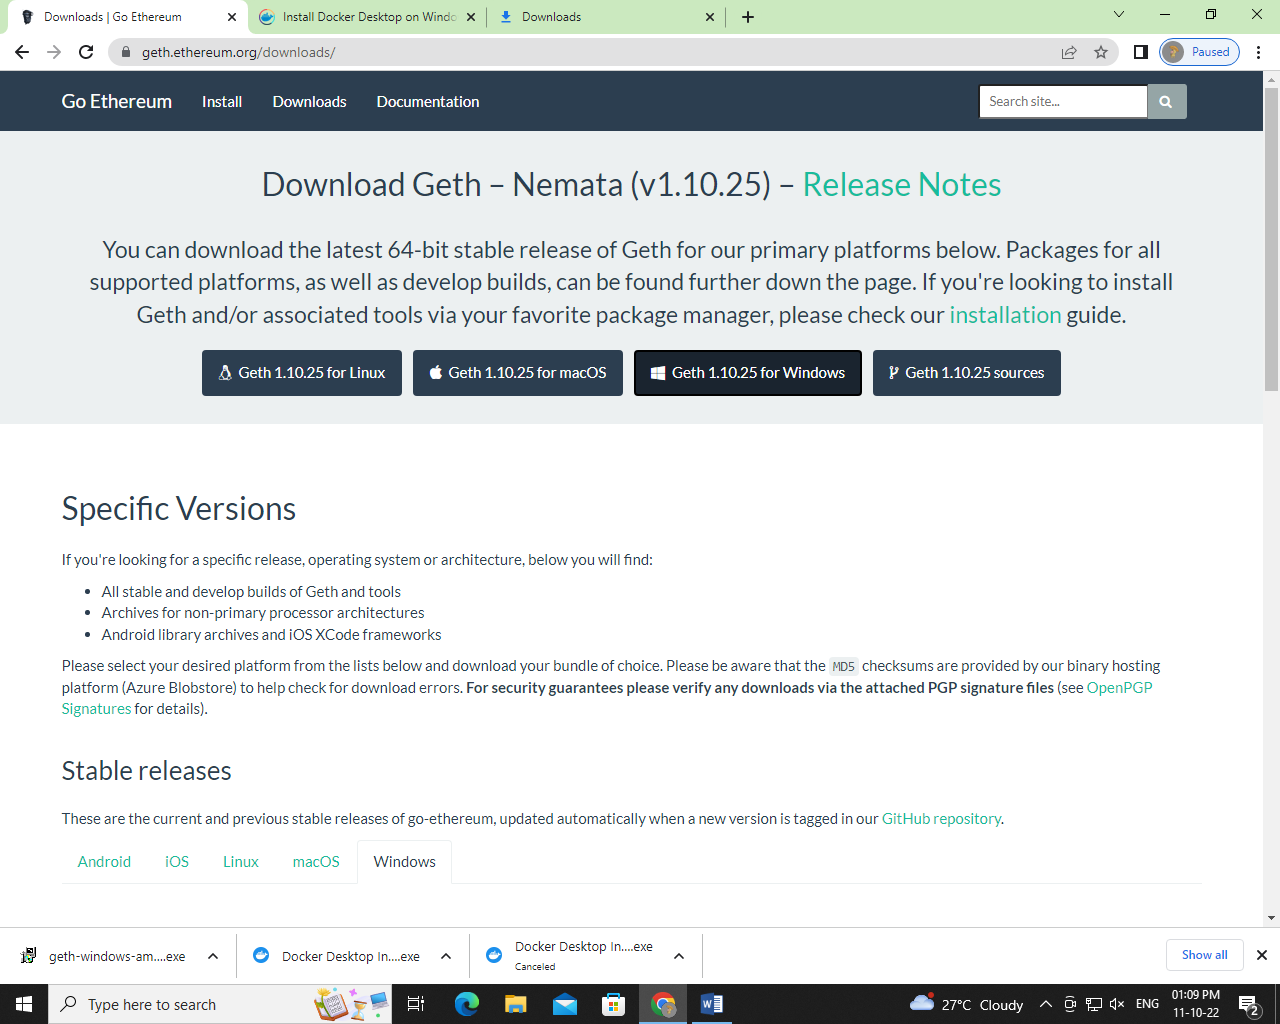 Downloads | Go Ethereum
Install Docker Desktop on Windo
Downloads
geth.ethereum.org/downloads/
Paused
Go Ethereum
Install
Downloads
Documentation
Search site...
Download Geth – Nemata (v1.10.25) – Release Notes
You can download the latest 64-bit stable release of Geth for our primary platforms below. Packages for all
supported platforms, as well as develop builds, can be found further down the page. If you're looking to install
Geth and/or associated tools via your favorite package manager, please check our installation guide.
Geth 1.10.25 for Linux
Geth 1.10.25 for macOS
Geth 1.10.25 for Windows
Geth 1.10.25 sources
Specific Versions
If you're looking for a specific release, operating system or architecture, below you will find:
• All stable and develop builds of Geth and tools
• Archives for non-primary processor architectures
• Android library archives and iOS XCode frameworks
Please select your desired platform from the lists below and download your bundle of choice. Please be aware that the MD5 checksums are provided by our binary hosting
platform (Azure Blobstore) to help check for download errors. For security guarantees please verify any downloads via the attached PGP signature files (see OpenPGP
Signatures for details).
Stable releases
These are the current and previous stable releases of go-ethereum, updated automatically when a new version is tagged in our GitHub repository.
Android
iOS
Linux
macOS
Windows
geth-windows-am....exe
Docker Desktop In....exe
Docker Desktop In....exe
Canceled
Show all
Type here to search
27°C Cloudy
ENG
01:09 PM
11-10-22
2